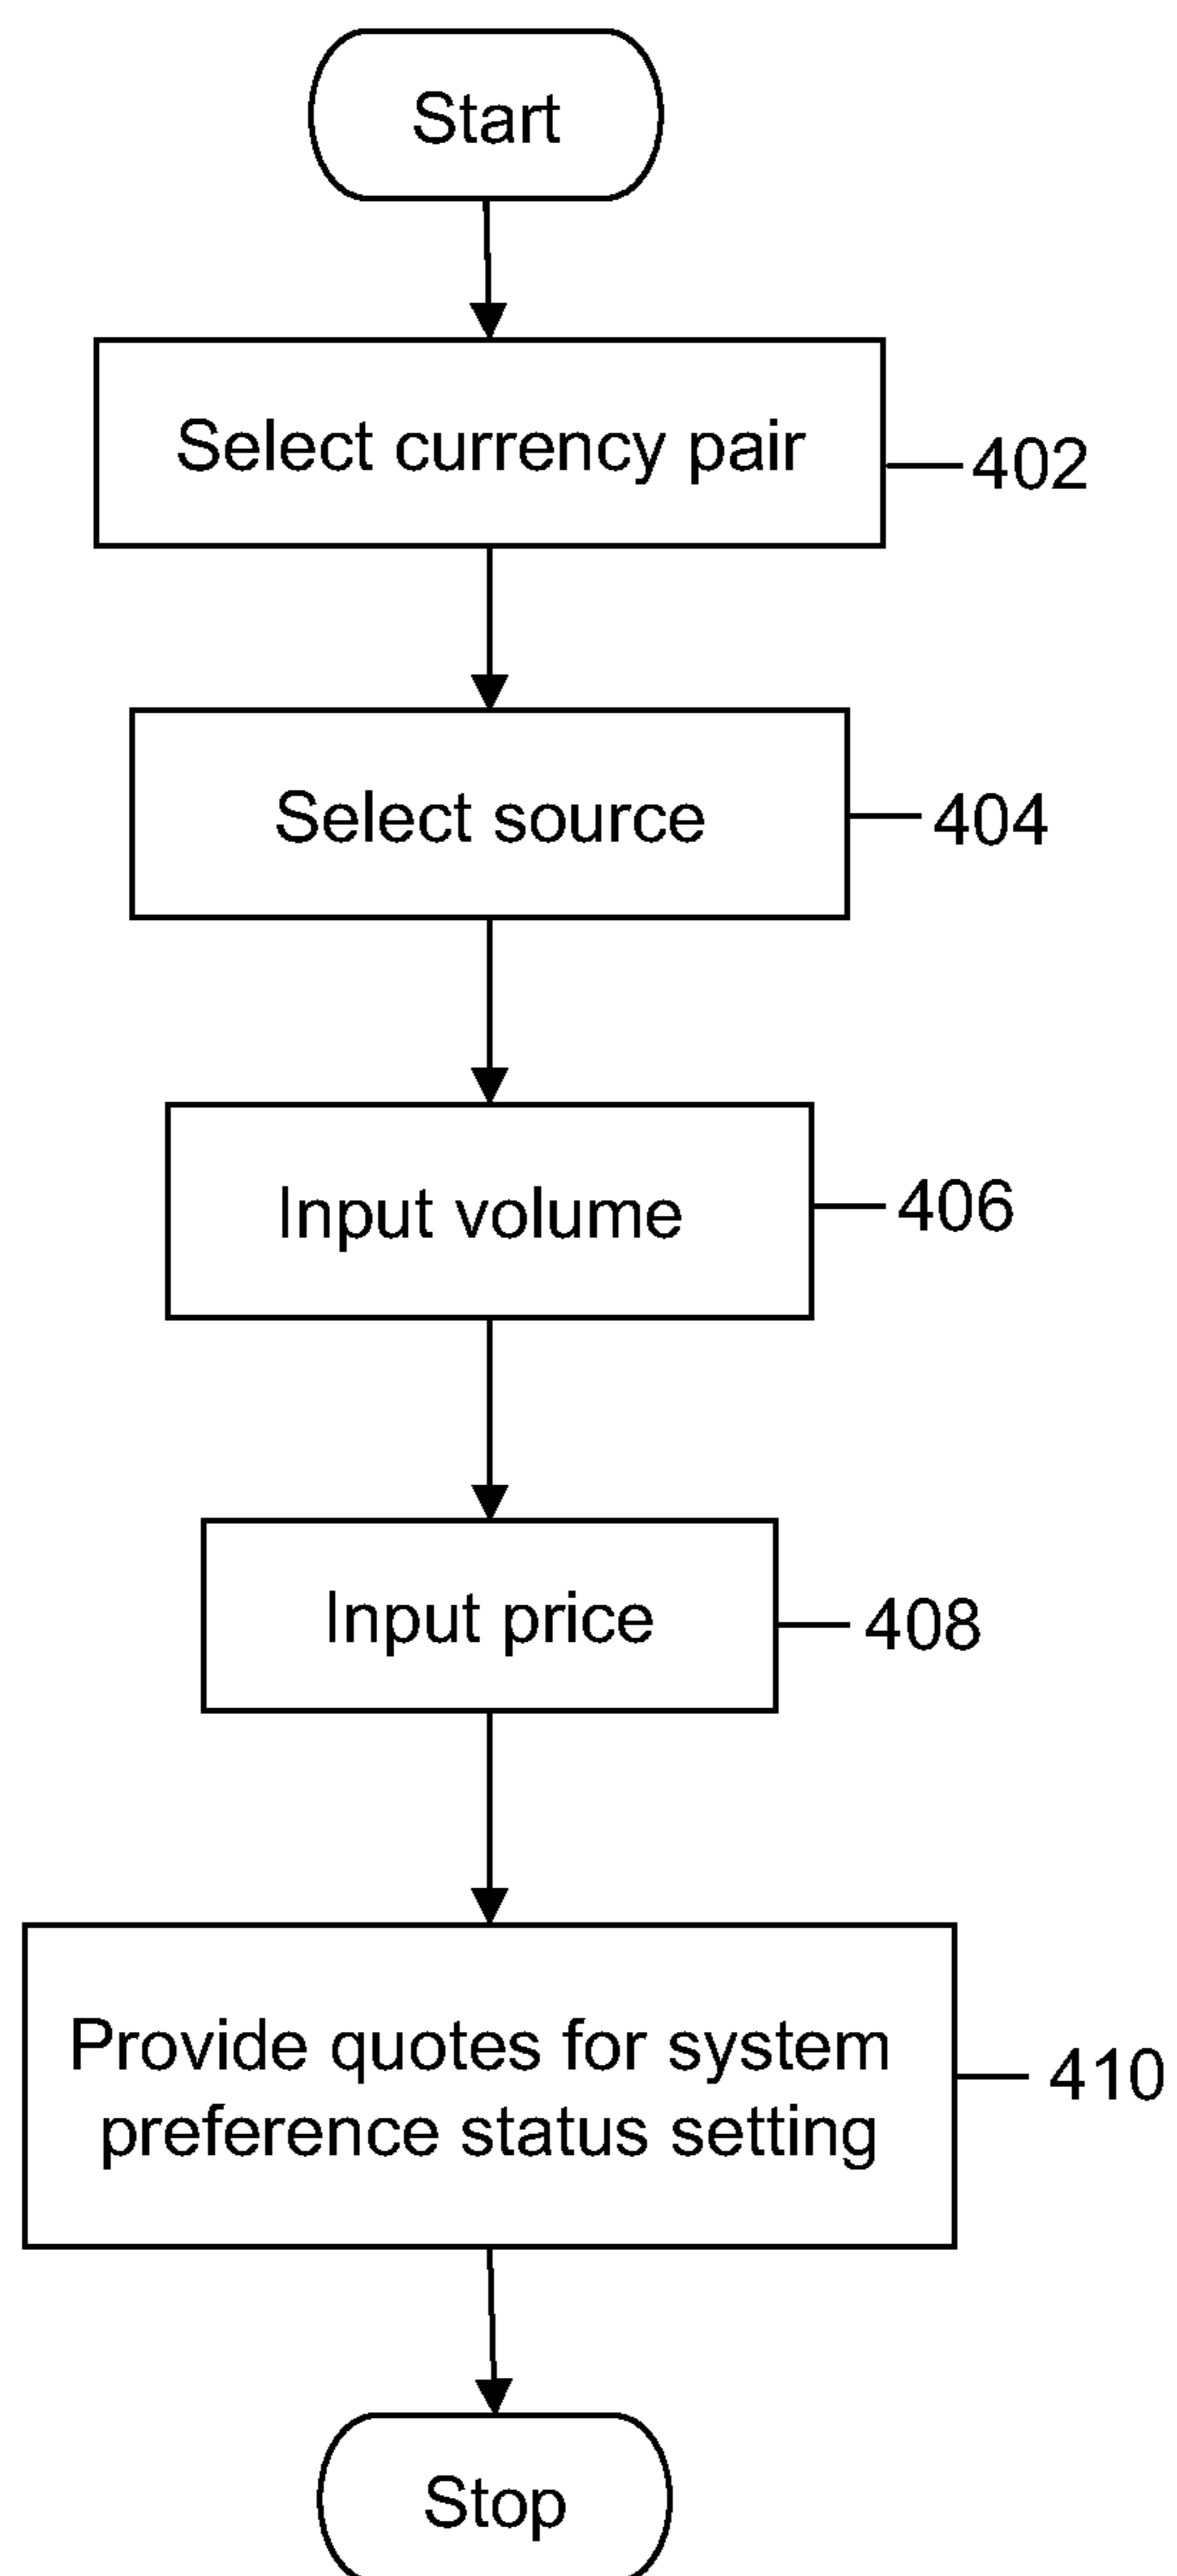 Start
Select currency pair
402
Select source
404
Input volume
406
Input price
408
Provide quotes for system
preference status setting
410
Stop